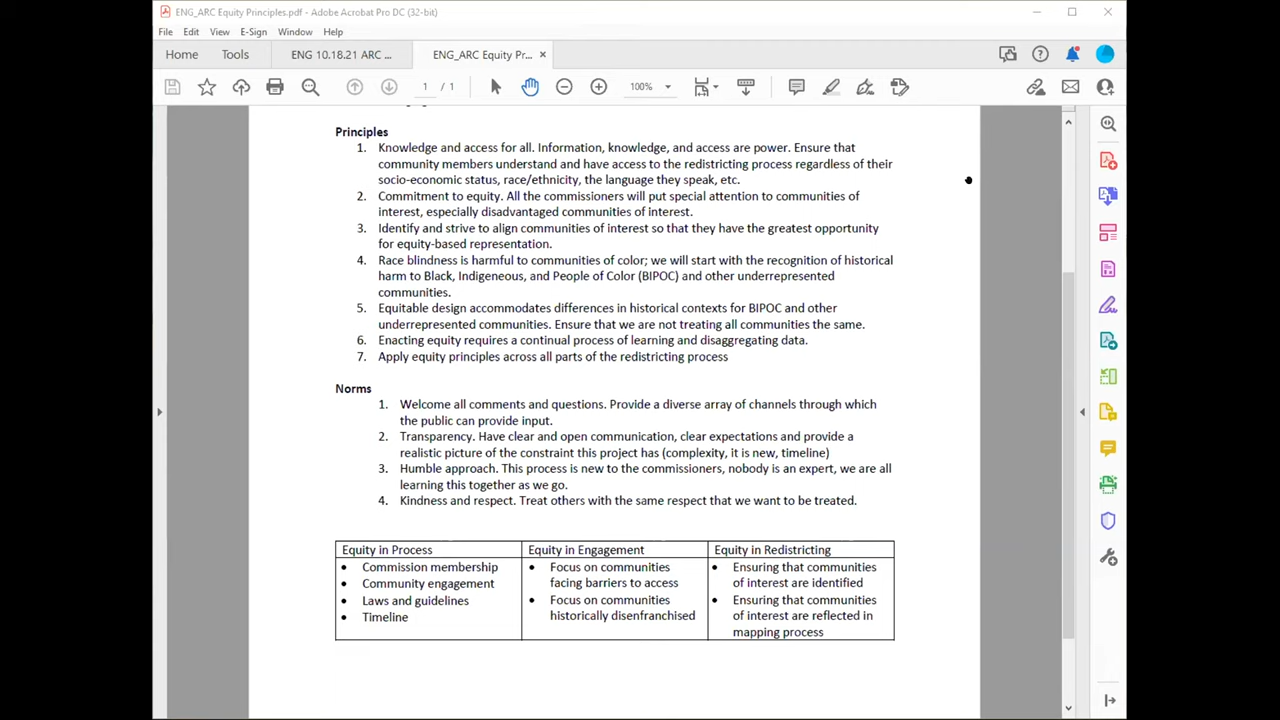 ENG_ARC Equity Principles.pdf - Adobe Acrobat Pro DC (32-bit)
File Edit View E-Sign Window Help
Home Tools ENG 10.18.21 ARC ... ENG_ARC Equity Pr... ×
1 / 1 100%
Principles
1. Knowledge and access for all. Information, knowledge, and access are power. Ensure that
community members understand and have access to the redistricting process regardless of their
socio-economic status, race/ethnicity, the language they speak, etc.
2. Commitment to equity. All the commissioners will put special attention to communities of
interest, especially disadvantaged communities of interest.
3. Identify and strive to align communities of interest so that they have the greatest opportunity
for equity-based representation.
4. Race blindness is harmful to communities of color; we will start with the recognition of historical
harm to Black, Indigeneous, and People of Color (BIPOC) and other underrepresented
communities.
5. Equitable design accommodates differences in historical contexts for BIPOC and other
underrepresented communities. Ensure that we are not treating all communities the same.
6. Enacting equity requires a continual process of learning and disaggregating data.
7. Apply equity principles across all parts of the redistricting process
Norms
1. Welcome all comments and questions. Provide a diverse array of channels through which
the public can provide input.
2. Transparency. Have clear and open communication, clear expectations and provide a
realistic picture of the constraint this project has (complexity, it is new, timeline)
3. Humble approach. This process is new to the commissioners, nobody is an expert, we are all
learning this together as we go.
4. Kindness and respect. Treat others with the same respect that we want to be treated.
Equity in Process
• Commission membership
• Community engagement
• Laws and guidelines
• Timeline
Equity in Engagement
• Focus on communities
facing barriers to access
• Focus on communities
historically disenfranchised
Equity in Redistricting
• Ensuring that communities
of interest are identified
• Ensuring that communities
of interest are reflected in
mapping process